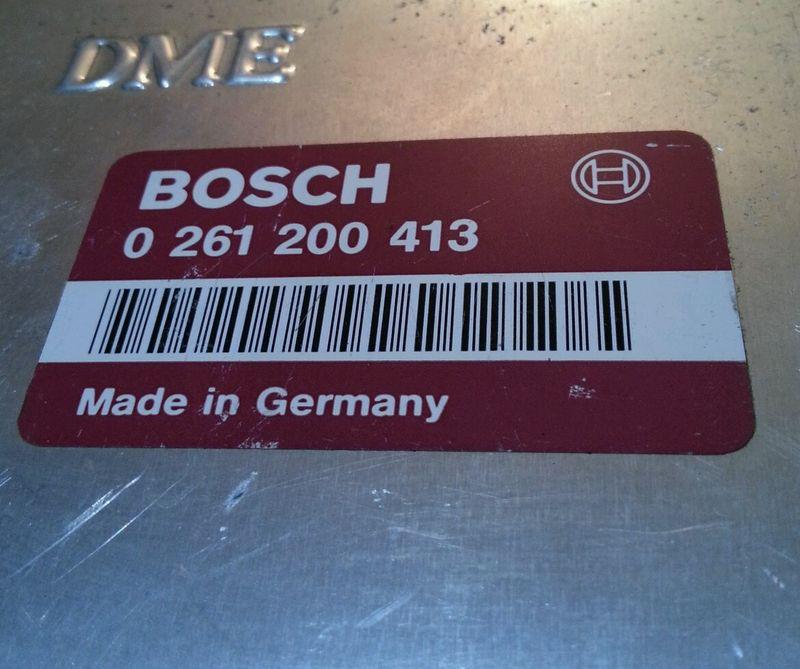 DME
BOSCH
0 261 200 413
Made in Germany